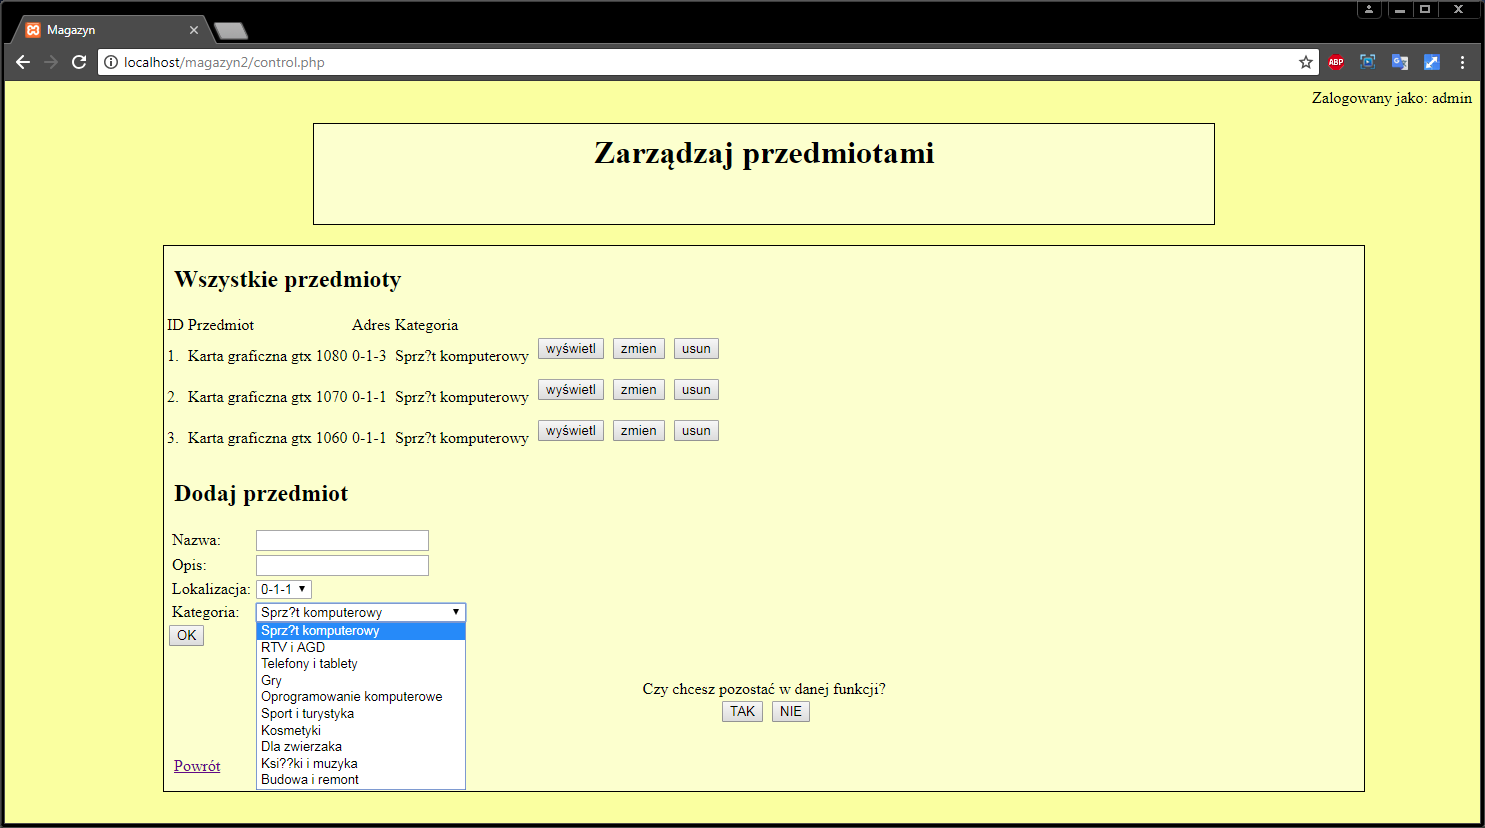 Magazyn
localhost/magazyn2/control.php
ABP
Zalogowany jako: admin
Zarządzaj przedmiotami
Wszystkie przedmioty
ID Przedmiot Adres Kategoria
1. Karta graficzna gtx 1080 0-1-3 Sprz?t komputerowy wyświetl zmien usun
2. Karta graficzna gtx 1070 0-1-1 Sprz?t komputerowy wyświetl zmien usun
3. Karta graficzna gtx 1060 0-1-1 Sprz?t komputerowy wyświetl zmien usun
Dodaj przedmiot
Nazwa:
Opis:
Lokalizacja: 0-1-1
Kategoria: Sprz?t komputerowy
OK
Sprz?t komputerowy
RTV i AGD
Telefony i tablety
Gry
Oprogramowanie komputerowe
Sport i turystyka
Kosmetyki
Dla zwierzaka
Ksi??ki i muzyka
Budowa i remont
Czy chcesz pozostać w danej funkcji?
TAK NIE
Powrót